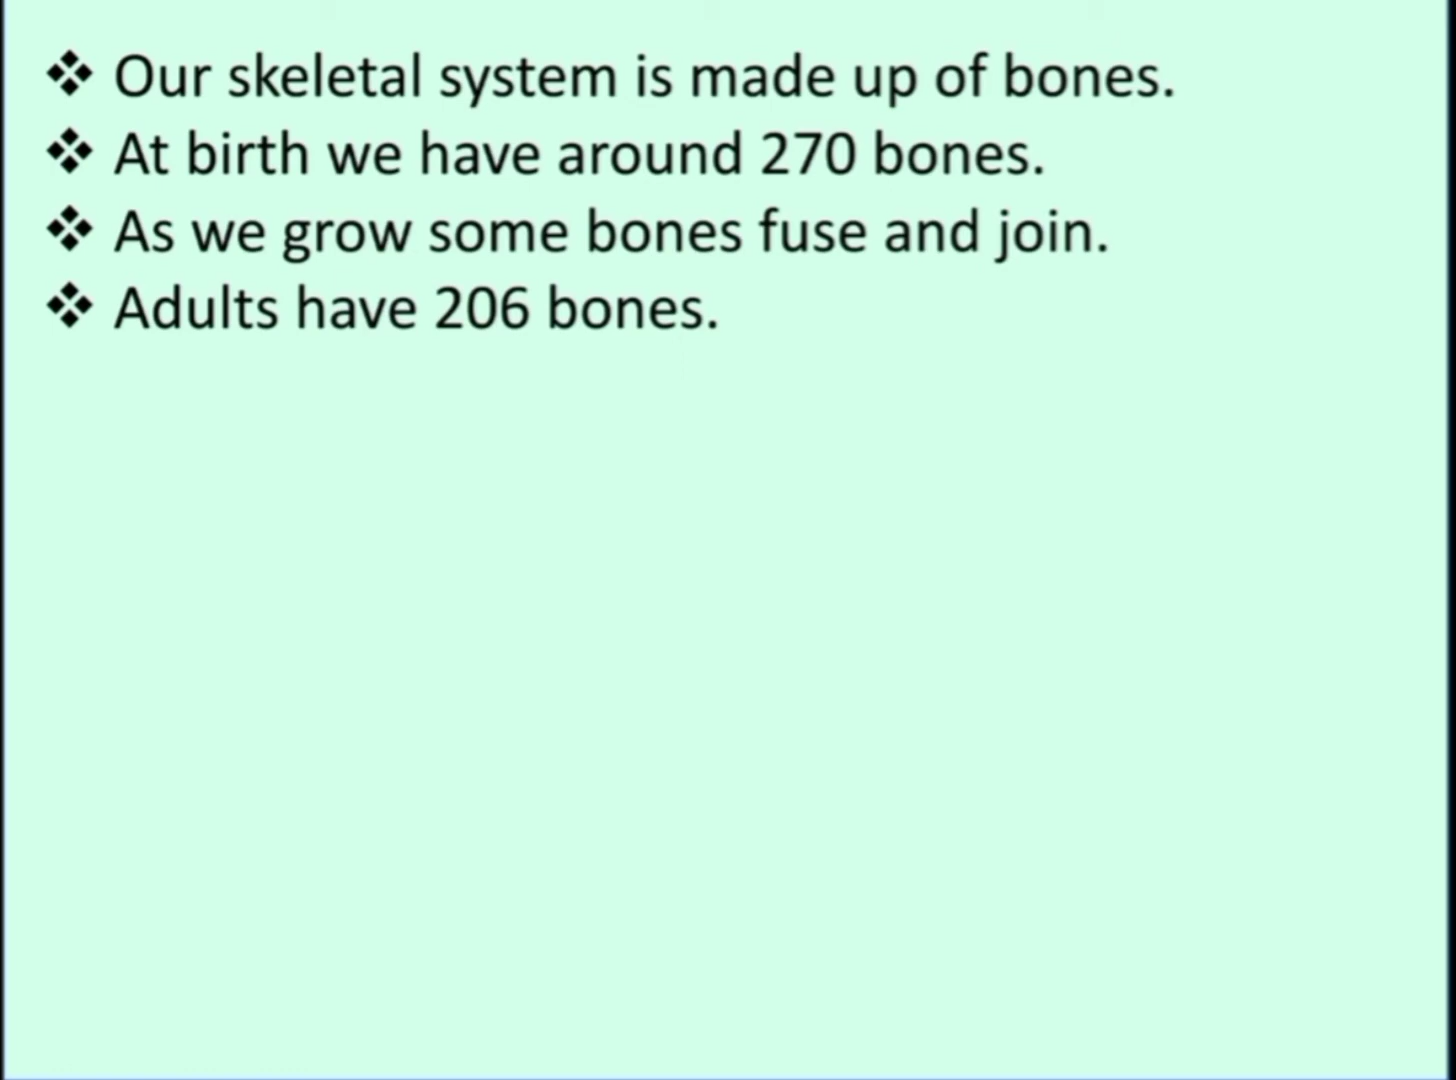 ❖ Our skeletal system is made up of bones.
❖ At birth we have around 270 bones.
❖ As we grow some bones fuse and join.
❖ Adults have 206 bones.